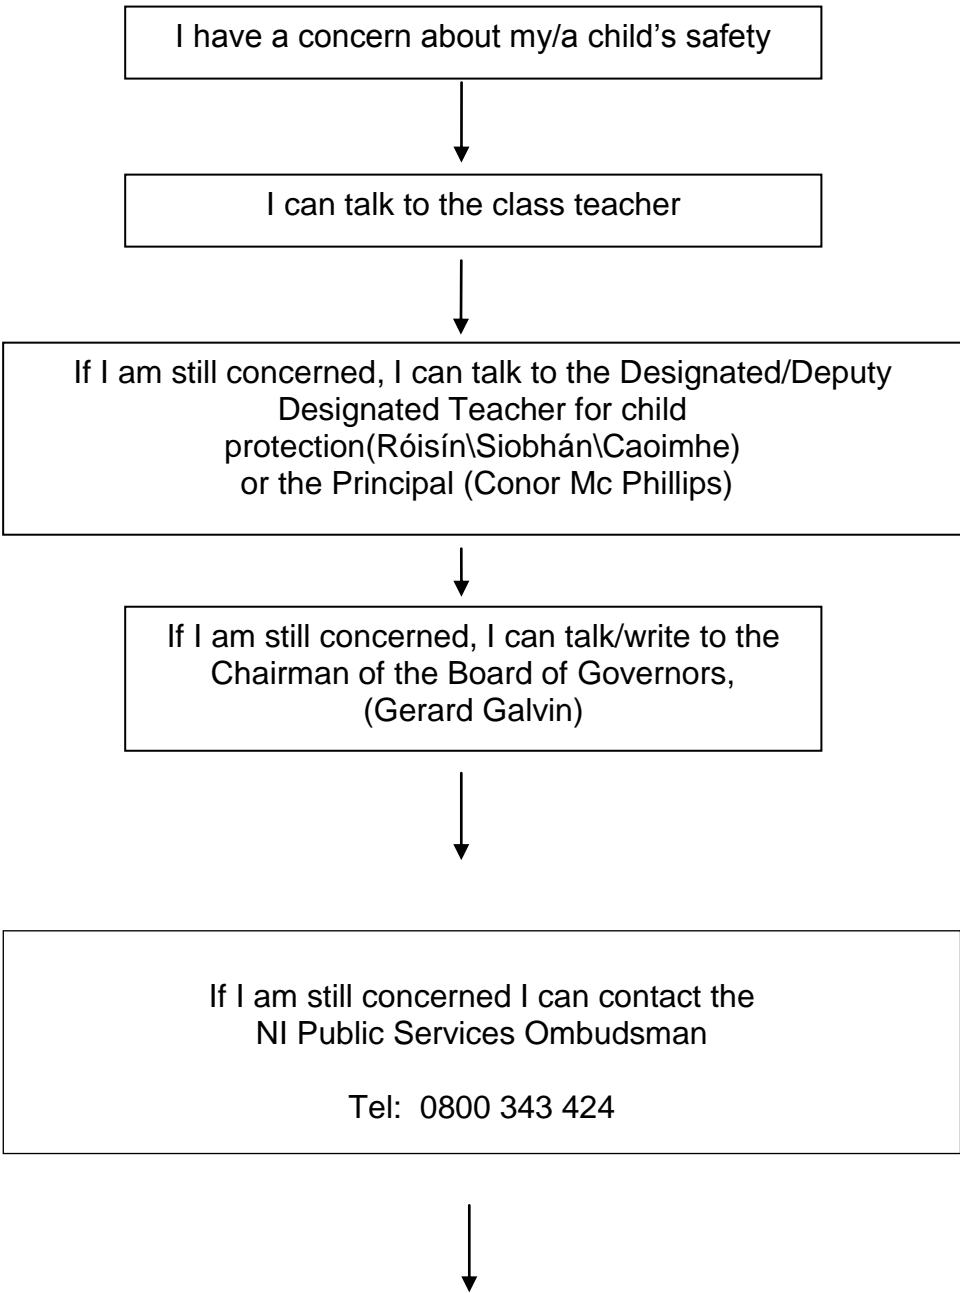 I have a concern about my/a child’s safety
I can talk to the class teacher
If I am still concerned, I can talk to the Designated/Deputy
Designated Teacher for child
protection(Róisín\Siobhán\Caoimhe)
or the Principal (Conor Mc Phillips)
If I am still concerned, I can talk/write to the
Chairman of the Board of Governors,
(Gerard Galvin)
If I am still concerned I can contact the
NI Public Services Ombudsman
Tel:  0800 343 424